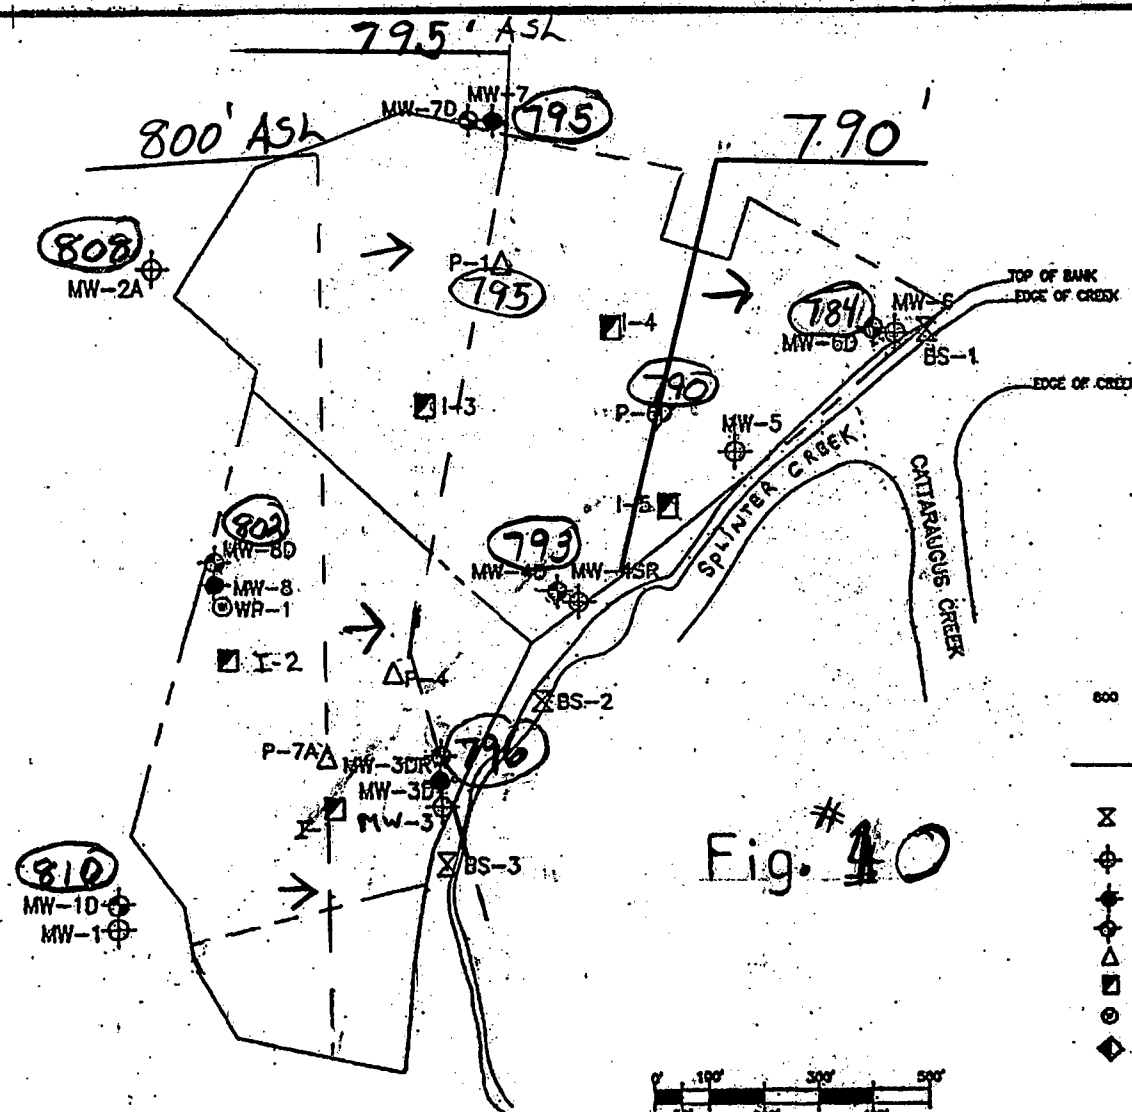 795' ASL
MW-7
MW-7D
795
800' ASL
790'
808
MW-2A
P-1
795
TOP OF BANK
EDGE OF CREEK
MW-6
784
MW-6D
BS-1
I-4
EDGE OF CREEK
790
I-3
MW-5
SPLINTER CREEK
CATTARAUGUS CREEK
I-5
802
MW-8D
793
MW-4D
MW-4SR
MW-8
WP-1
I-2
P-4
BS-2
800
P-7A
796
MW-3DR
MW-3D
MW-3
Fig. #10
BS-3
810
MW-1D
MW-1
0' 100' 300' 500'